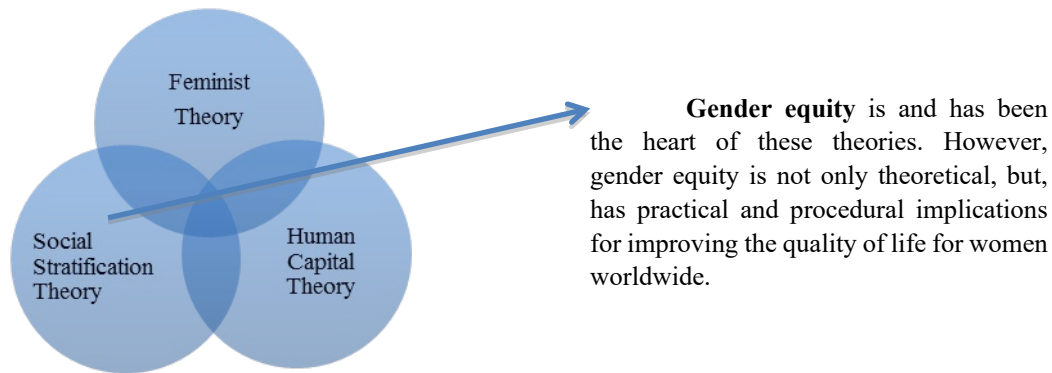 Feminist
Theory
Social
Stratification
Theory
Human
Capital
Theory
Gender equity is and has been
the heart of these theories. However,
gender equity is not only theoretical, but,
has practical and procedural implications
for improving the quality of life for women
worldwide.